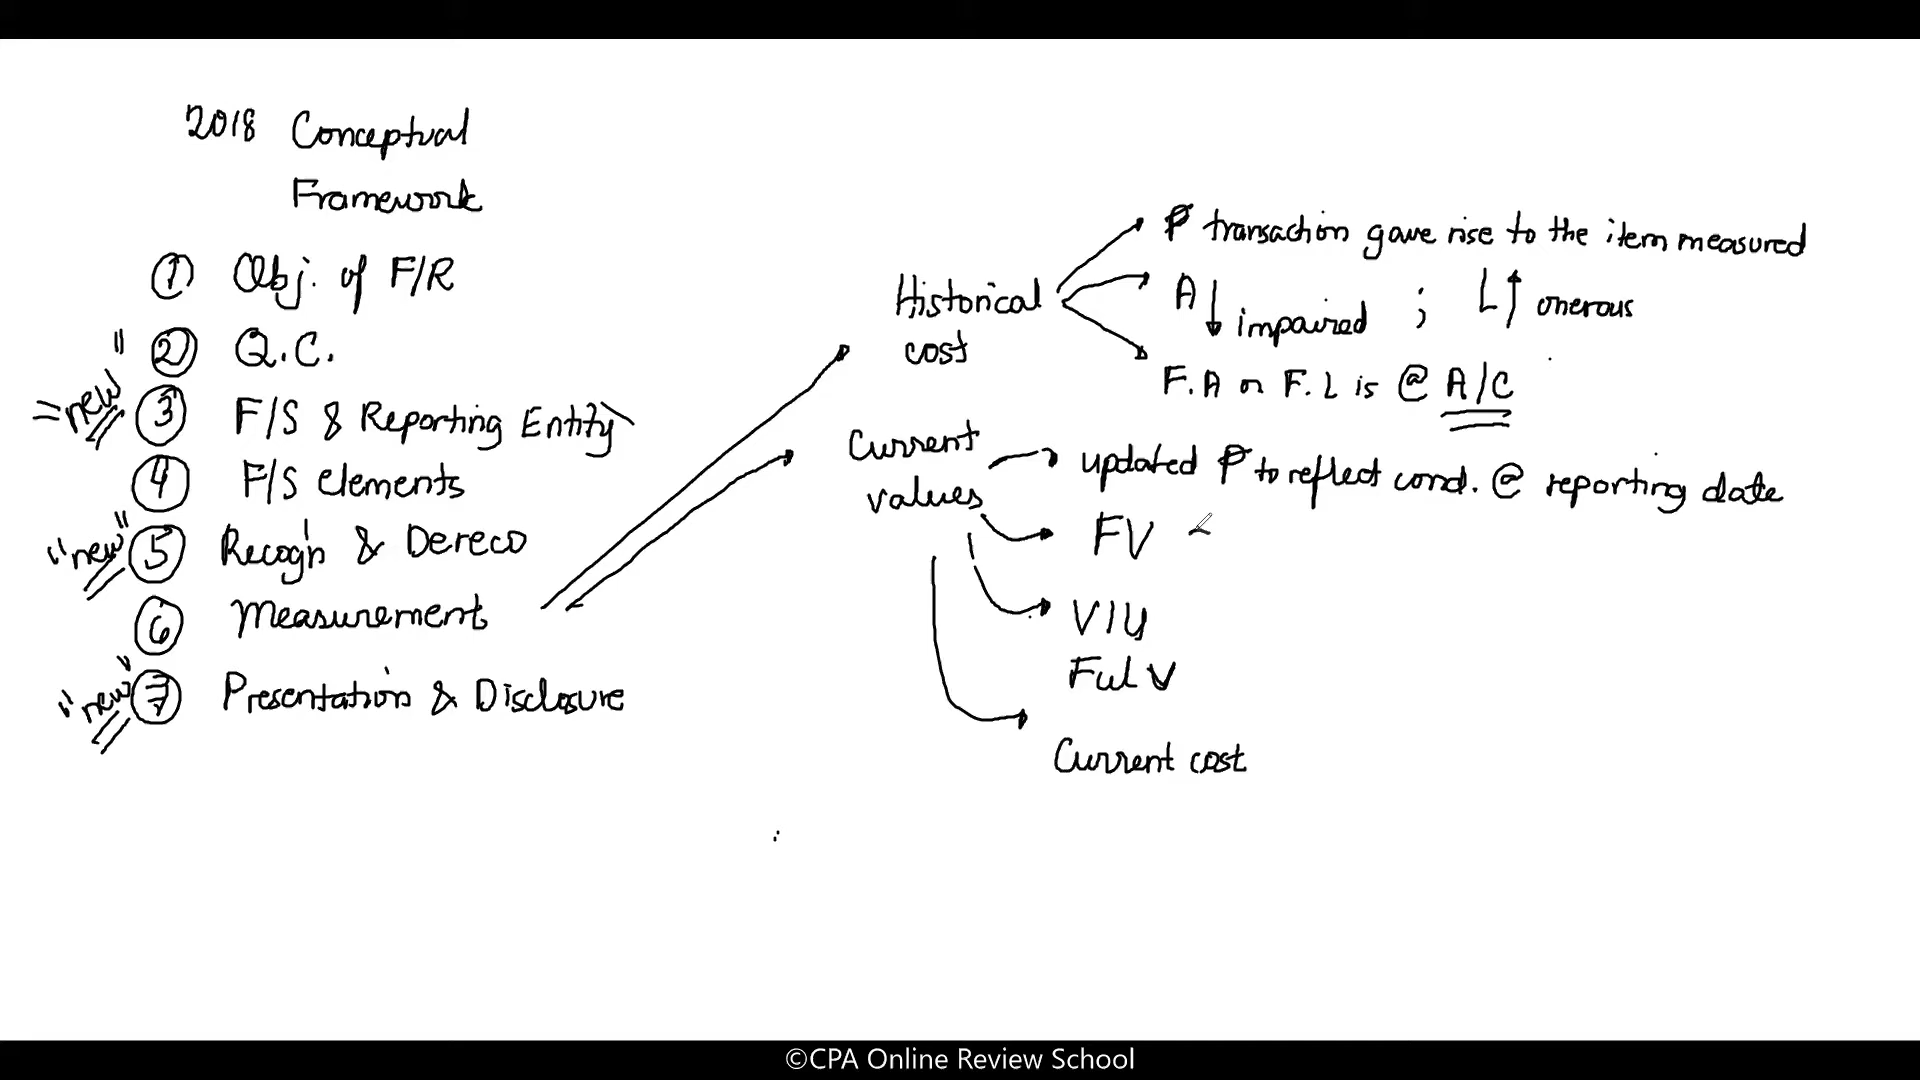 2018 Conceptual
Framework
① Obj. of F/R
" ② Q.C.
="new" ③ F/S & Reporting Entity
④ F/S elements
"new" ⑤ Recog'n & Dereco
⑥ Measurement
"new" ⑦ Presentation & Disclosure
Historical
cost
₱ transaction gave rise to the item measured
A↓ impaired ; L↑ onerous
F.A or F.L is @ A/C
Current
values
updated ₱ to reflect cond. @ reporting date
FV
VIU
Ful V
Current cost
©CPA Online Review School